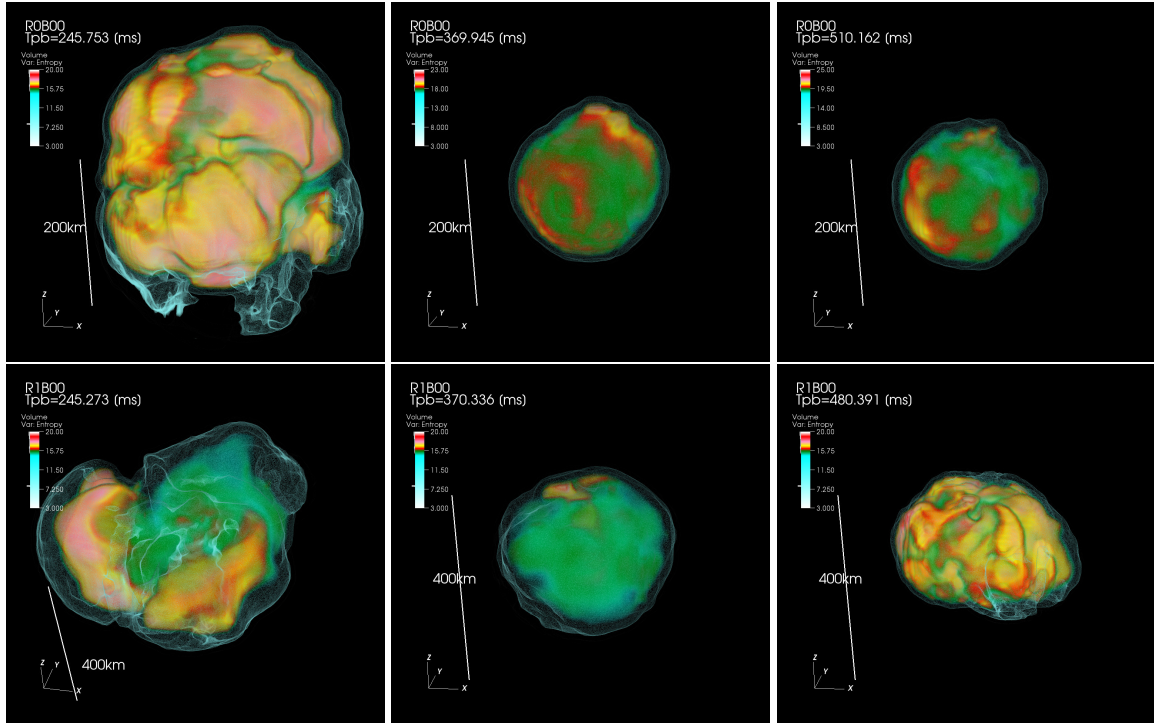 R0B00
Tpb=245.753 (ms)
Volume
Var: Entropy
20.00
15.75
11.50
7.250
3.000
200km
Z
Y
X
R0B00
Tpb=369.945 (ms)
Volume
Var: Entropy
23.00
18.00
13.00
8.000
3.000
200km
Z
Y
X
R0B00
Tpb=510.162 (ms)
Volume
Var: Entropy
25.00
19.50
14.00
8.500
3.000
200km
Z
Y
X
R1B00
Tpb=245.273 (ms)
Volume
Var: Entropy
20.00
15.75
11.50
7.250
3.000
400km
Z
Y
X
R1B00
Tpb=370.336 (ms)
Volume
Var: Entropy
20.00
15.75
11.50
7.250
3.000
400km
Z
Y
X
R1B00
Tpb=480.391 (ms)
Volume
Var: Entropy
20.00
15.75
11.50
7.250
3.000
400km
Z
Y
X